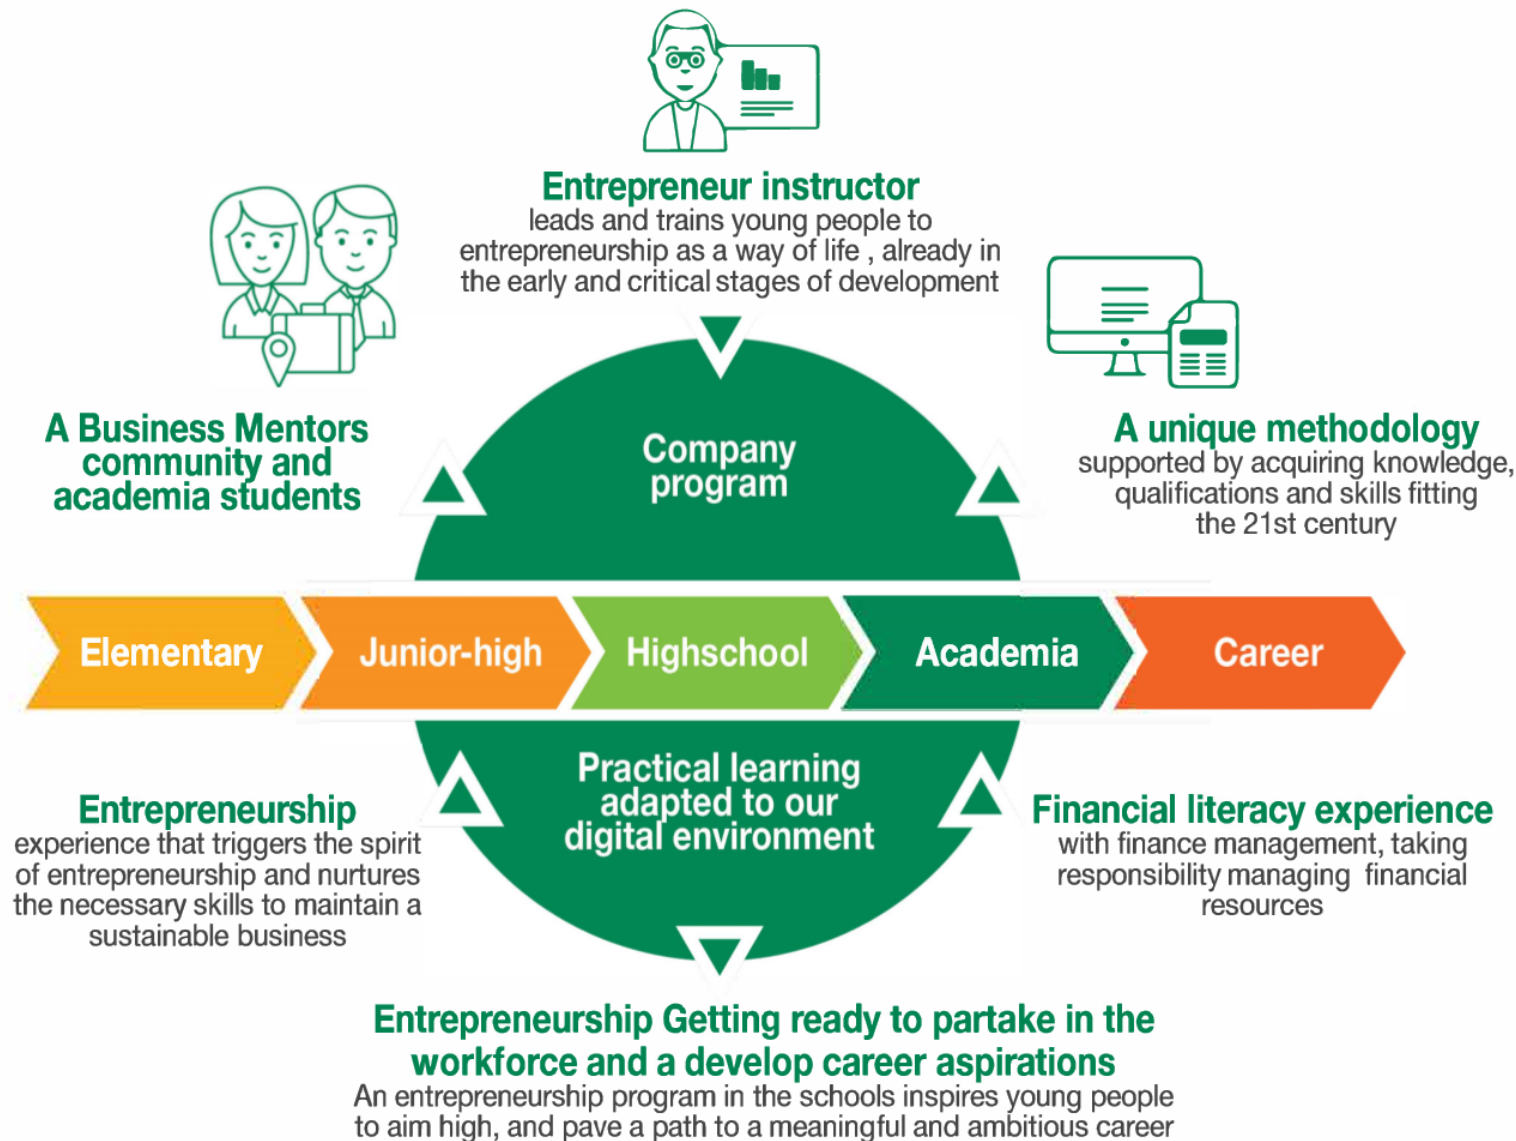 Entrepreneur instructor
leads and trains young people to
entrepreneurship as a way of life , already in
the early and critical stages of development
A Business Mentors
community and
academia students
Company
program
A unique methodology
supported by acquiring knowledge,
qualifications and skills fitting
the 21st century
Elementary
Junior-high
Highschool
Academia
Career
Entrepreneurship
experience that triggers the spirit
of entrepreneurship and nurtures
the necessary skills to maintain a
sustainable business
Practical learning
adapted to our
digital environment
Financial literacy experience
with finance management, taking
responsibility managing financial
resources
Entrepreneurship Getting ready to partake in the
workforce and a develop career aspirations
An entrepreneurship program in the schools inspires young people
to aim high, and pave a path to a meaningful and ambitious career